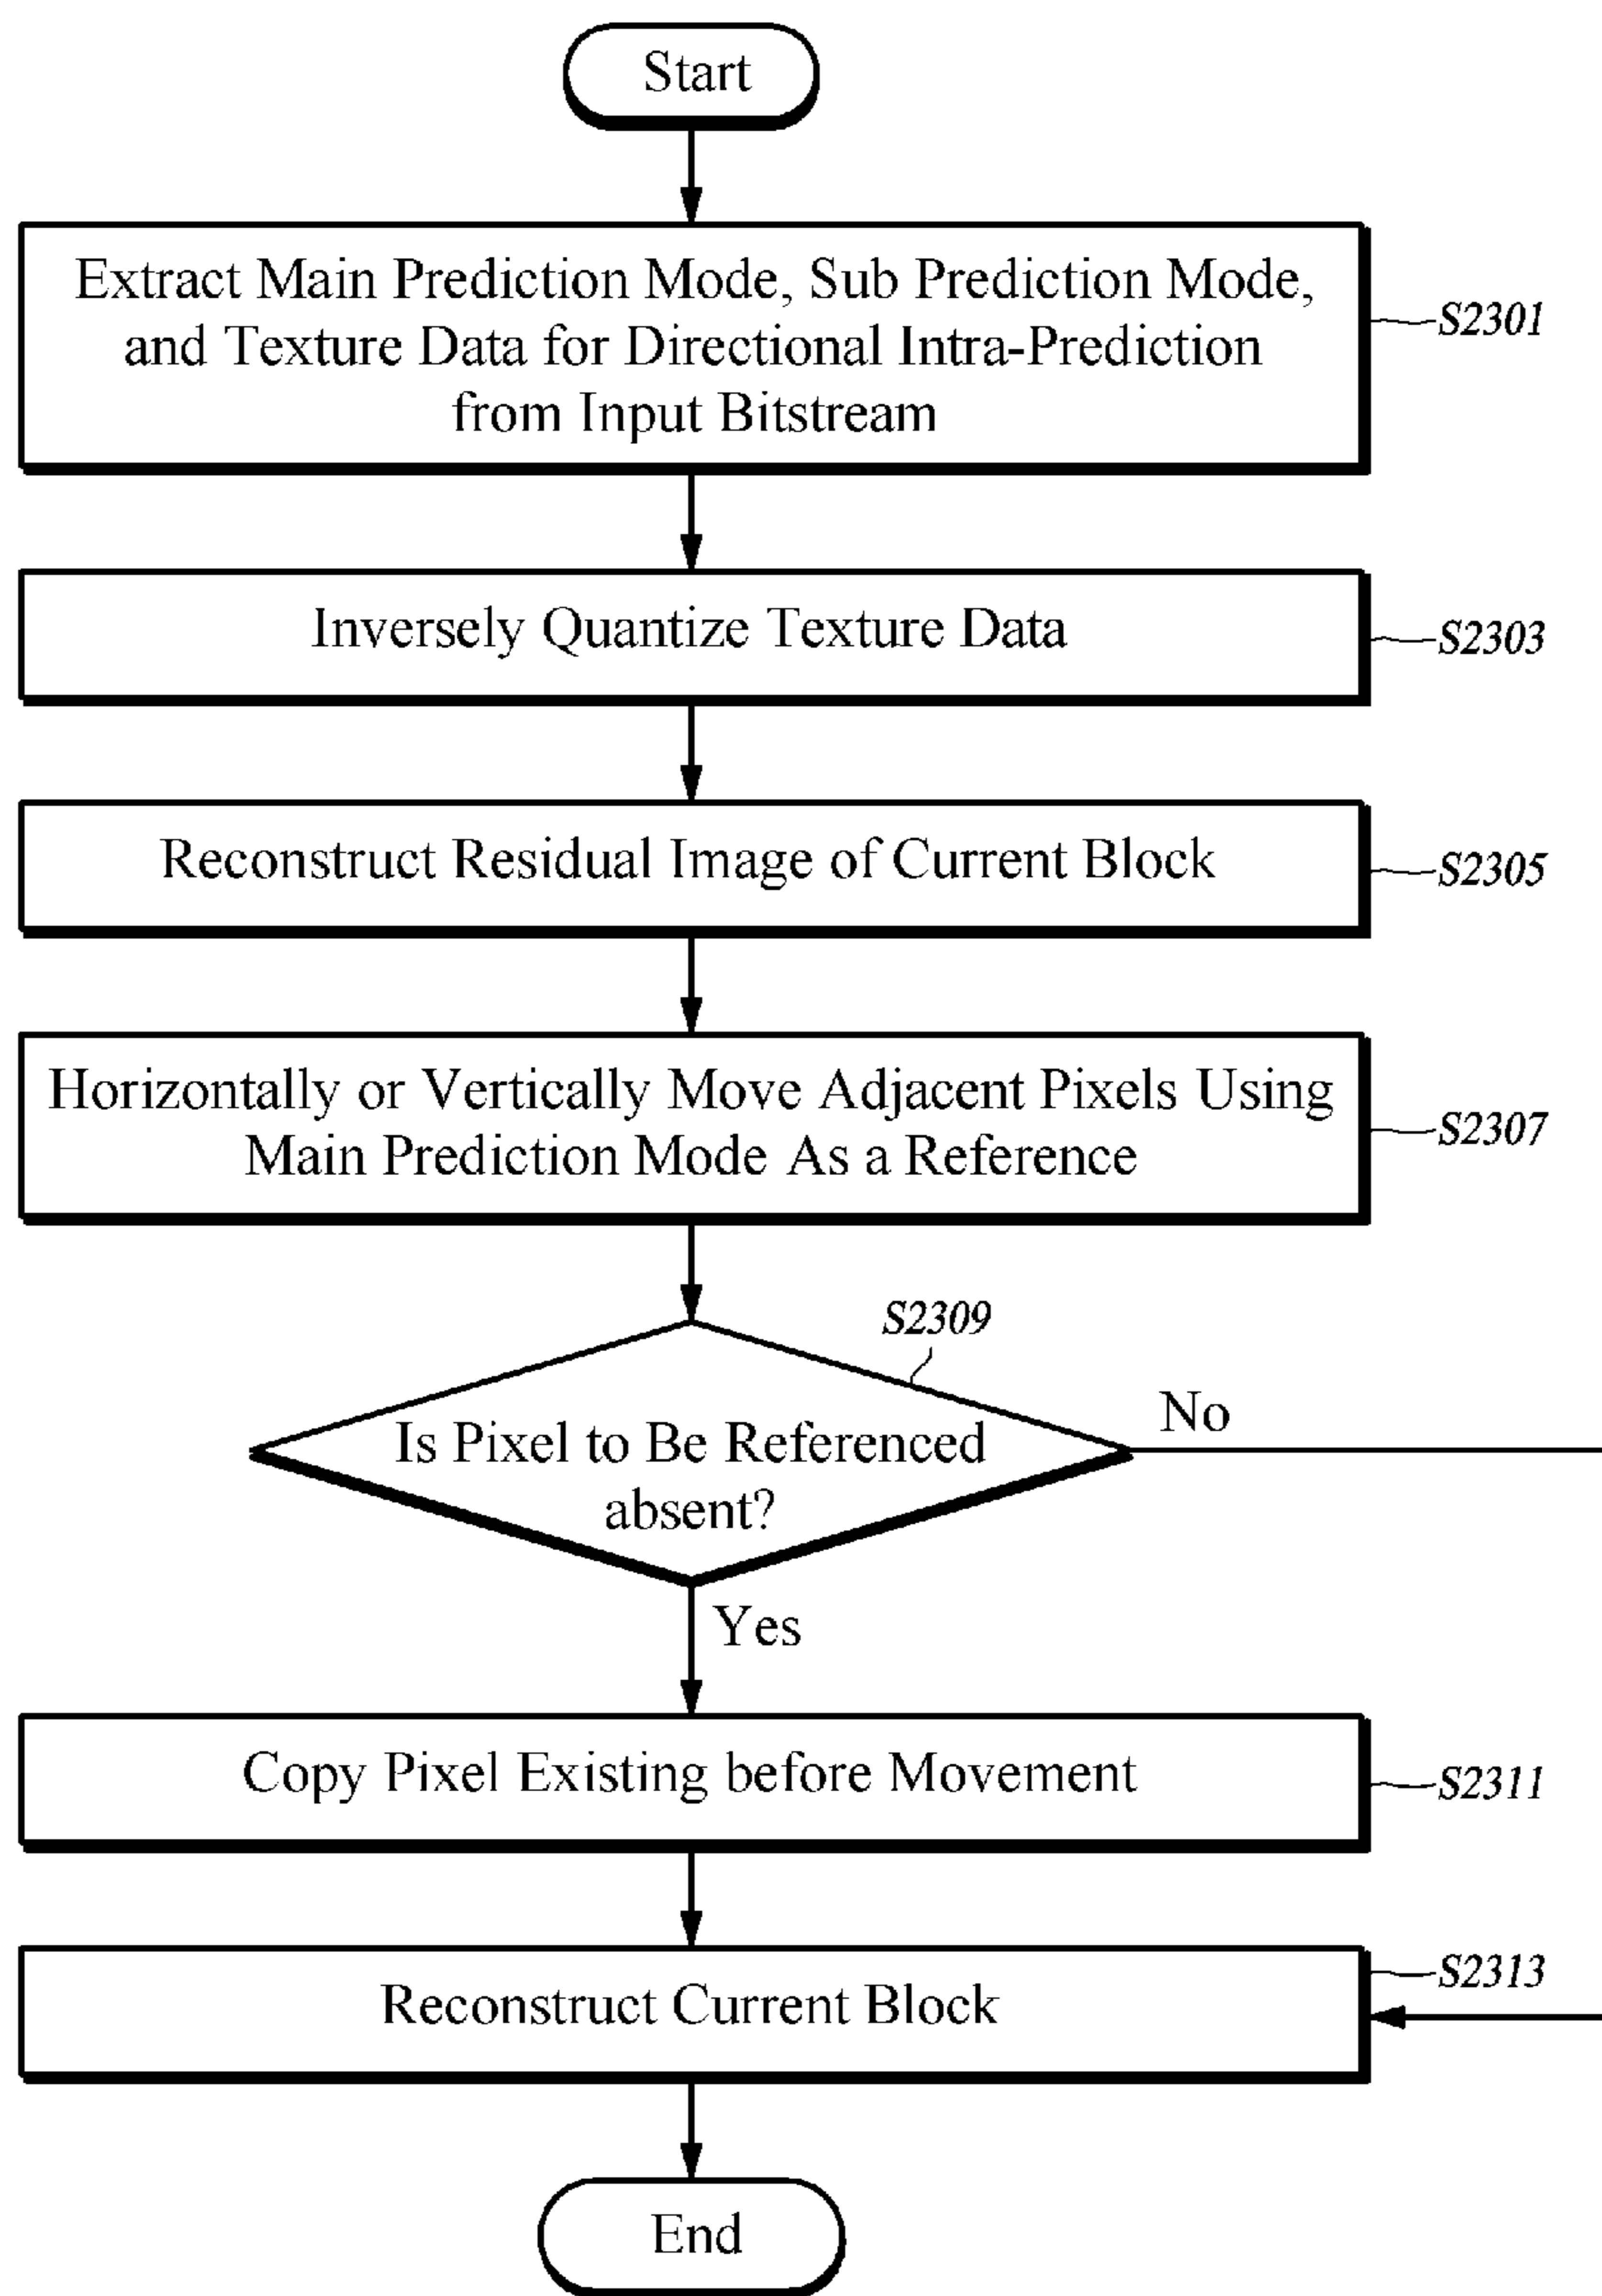 Start
Extract Main Prediction Mode, Sub Prediction Mode,
and Texture Data for Directional Intra-Prediction
from Input Bitstream
S2301
Inversely Quantize Texture Data
S2303
Reconstruct Residual Image of Current Block
S2305
Horizontally or Vertically Move Adjacent Pixels Using
Main Prediction Mode As a Reference
S2307
S2309
No
Is Pixel to Be Referenced
absent?
Yes
Copy Pixel Existing before Movement
S2311
Reconstruct Current Block
S2313
End